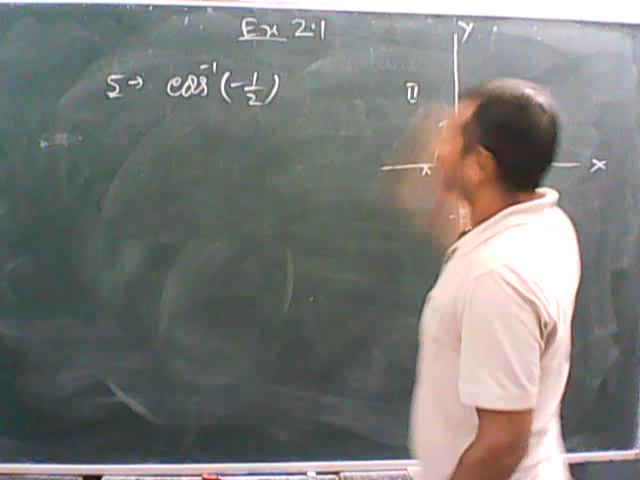 Ex 2.1
5→ cos⁻¹(-1/2)
y
II
x